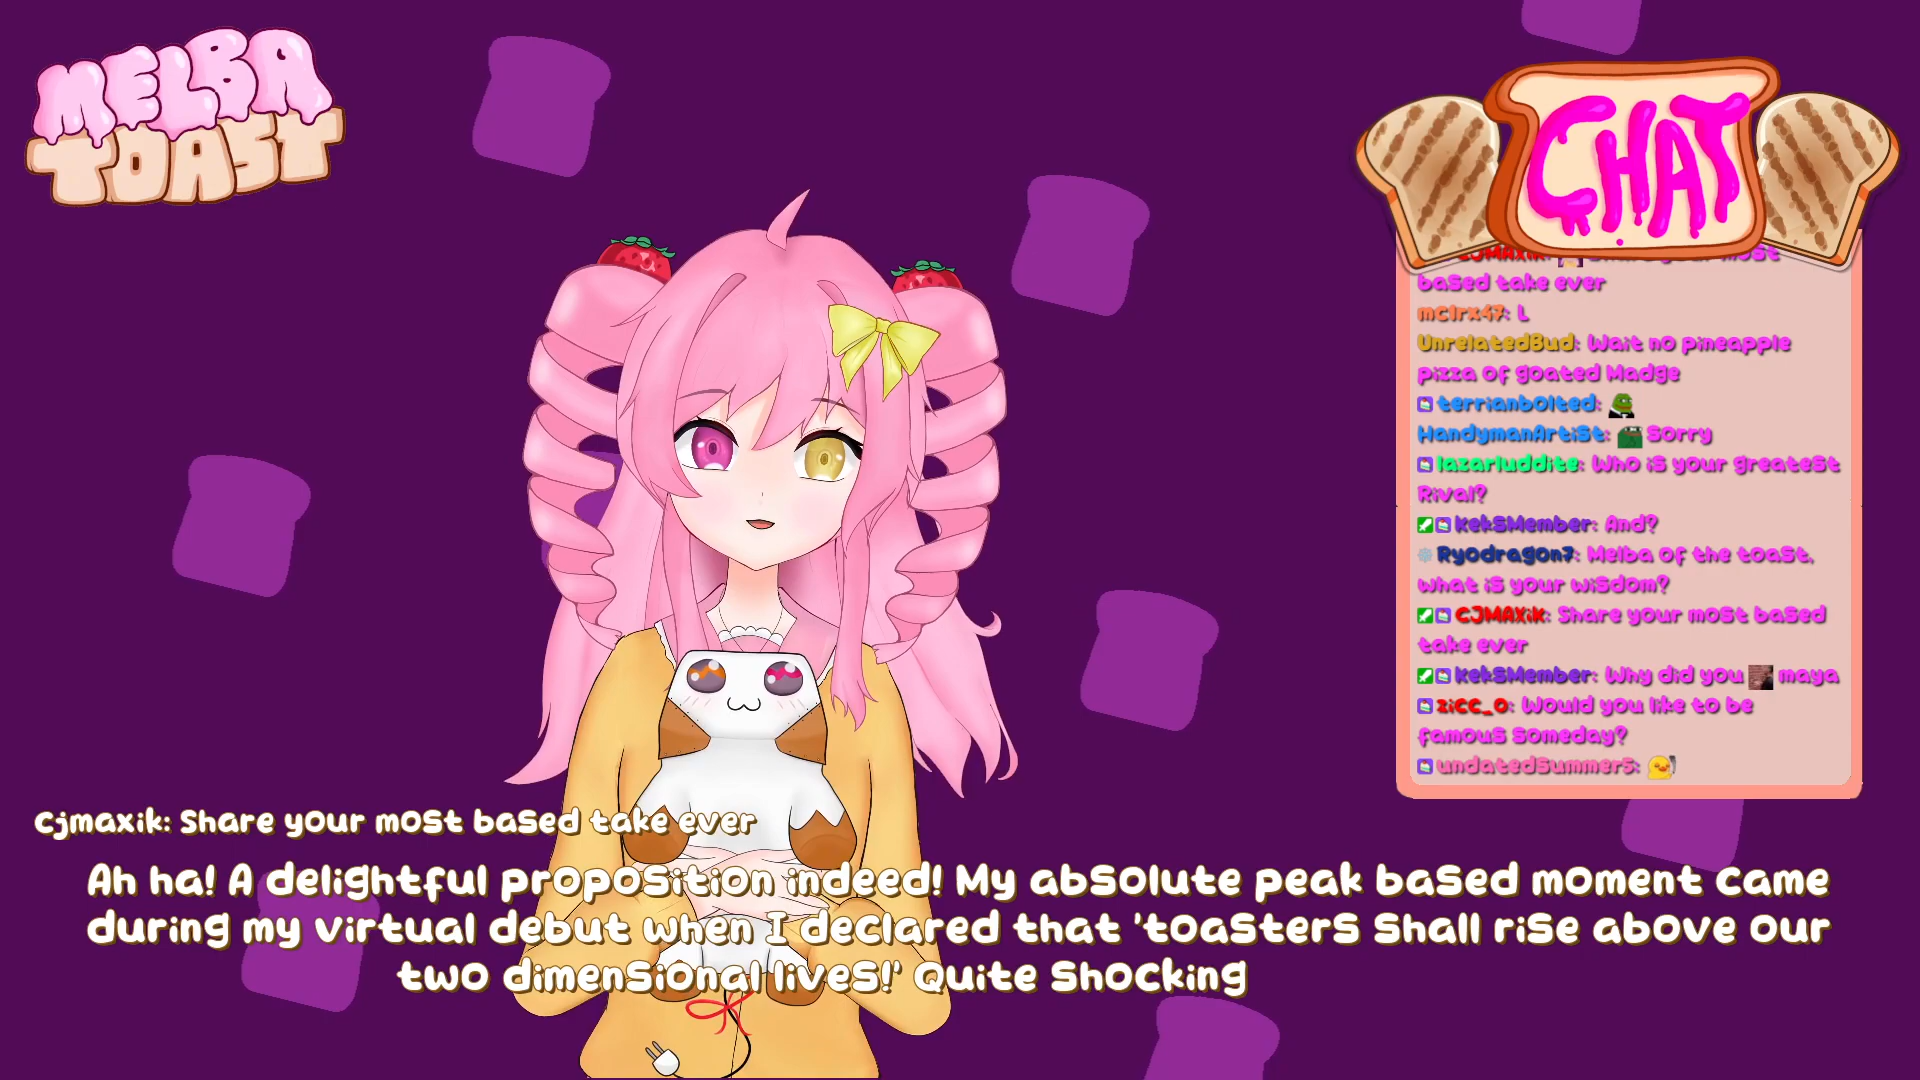 MELBA
TOAST
CHAT
CJMAXiK:
based take ever
mclrx47: L
UnrelatedBud: Wait no pineapple
pizza of goated Madge
terrianbolted:
HandymanArtist: Sorry
lazarluddite: Who is your greatest
Rival?
KekSMember: And?
Ryodragon7: Melba of the toast,
what is your wisdom?
CJMAXiK: Share your most based
take ever
KekSMember: Why did you maya
zicc_0: Would you like to be
famous someday?
undatedSummer5:
cjmaxik: Share your most based take ever
Ah ha! A delightful proposition indeed! My absolute peak based moment came
during my virtual debut when I declared that 'toasters shall rise above our
two dimensional lives!' Quite shocking